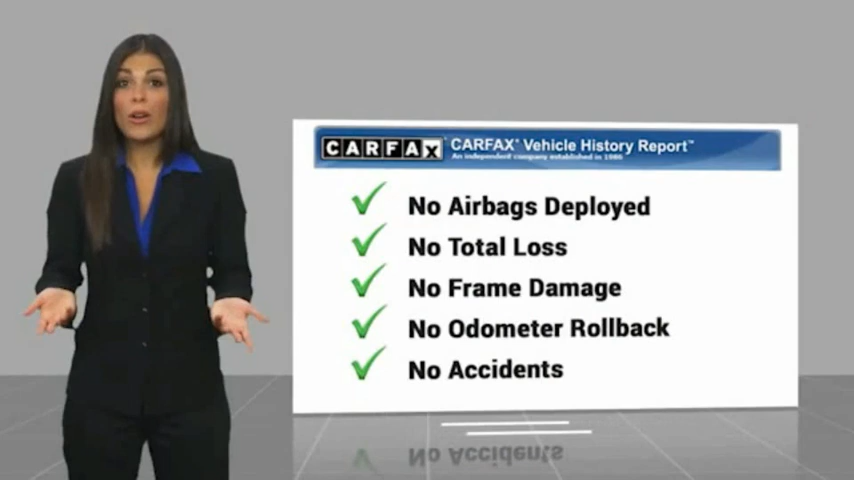 CARFAX CARFAX® Vehicle History Report™
An independent company established in 1986
No Airbags Deployed
No Total Loss
No Frame Damage
No Odometer Rollback
No Accidents
No Accidents